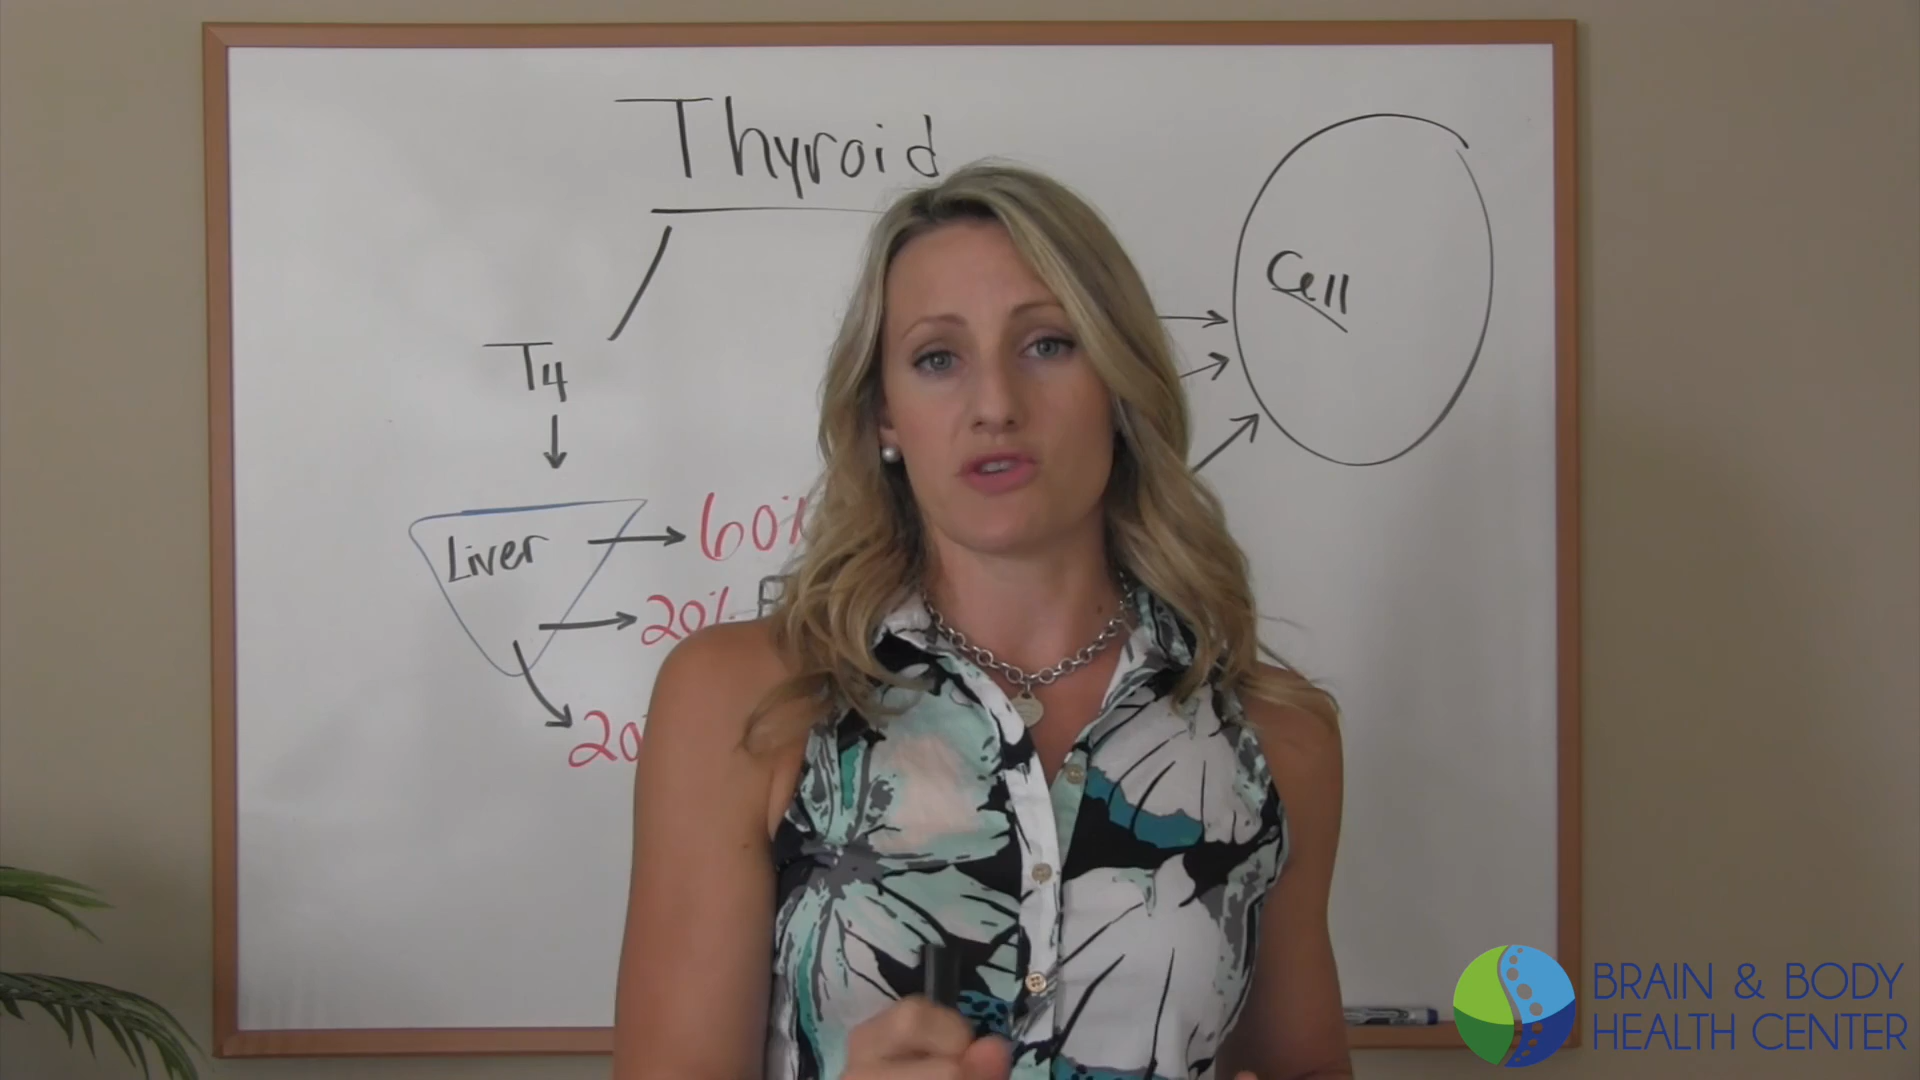 Thyroid
Cell
T4
Liver
60%
20%
20
BRAIN & BODY
HEALTH CENTER